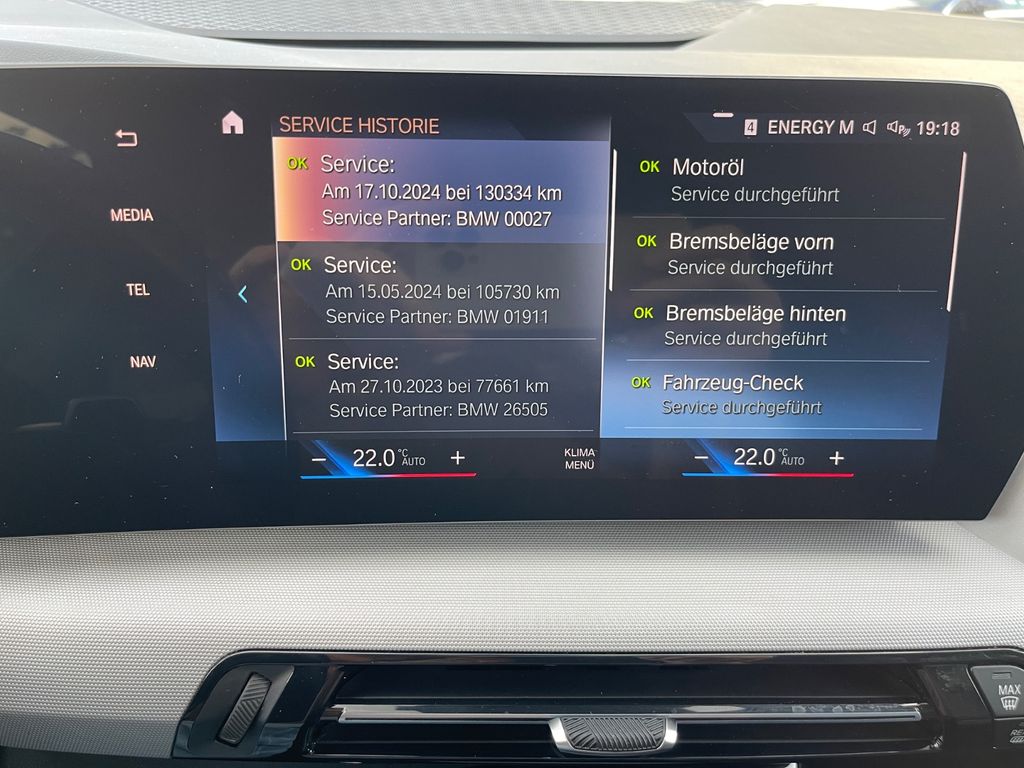 SERVICE HISTORIE
4 ENERGY M P 19:18
MEDIA
TEL
NAV
OK Service:
Am 17.10.2024 bei 130334 km
Service Partner: BMW 00027
OK Service:
Am 15.05.2024 bei 105730 km
Service Partner: BMW 01911
OK Service:
Am 27.10.2023 bei 77661 km
Service Partner: BMW 26505
OK Motoröl
Service durchgeführt
OK Bremsbeläge vorn
Service durchgeführt
OK Bremsbeläge hinten
Service durchgeführt
OK Fahrzeug-Check
Service durchgeführt
− 22.0 °C AUTO +
KLIMA
MENÜ
− 22.0 °C AUTO +
MAX